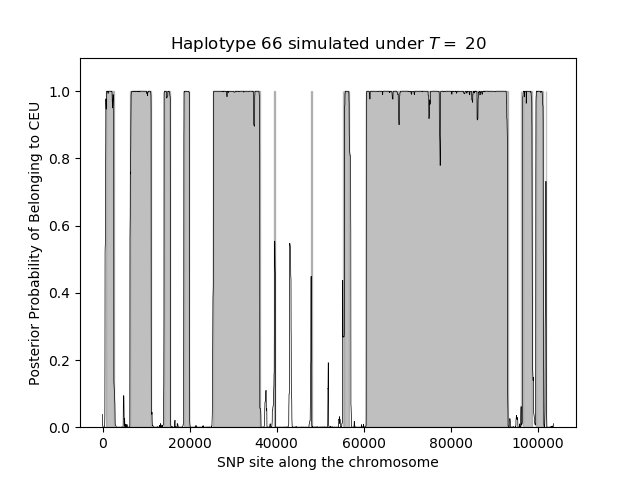 Haplotype 66 simulated under T = 20
Posterior Probability of Belonging to CEU
1.0
0.8
0.6
0.4
0.2
0.0
0 20000 40000 60000 80000 100000
SNP site along the chromosome